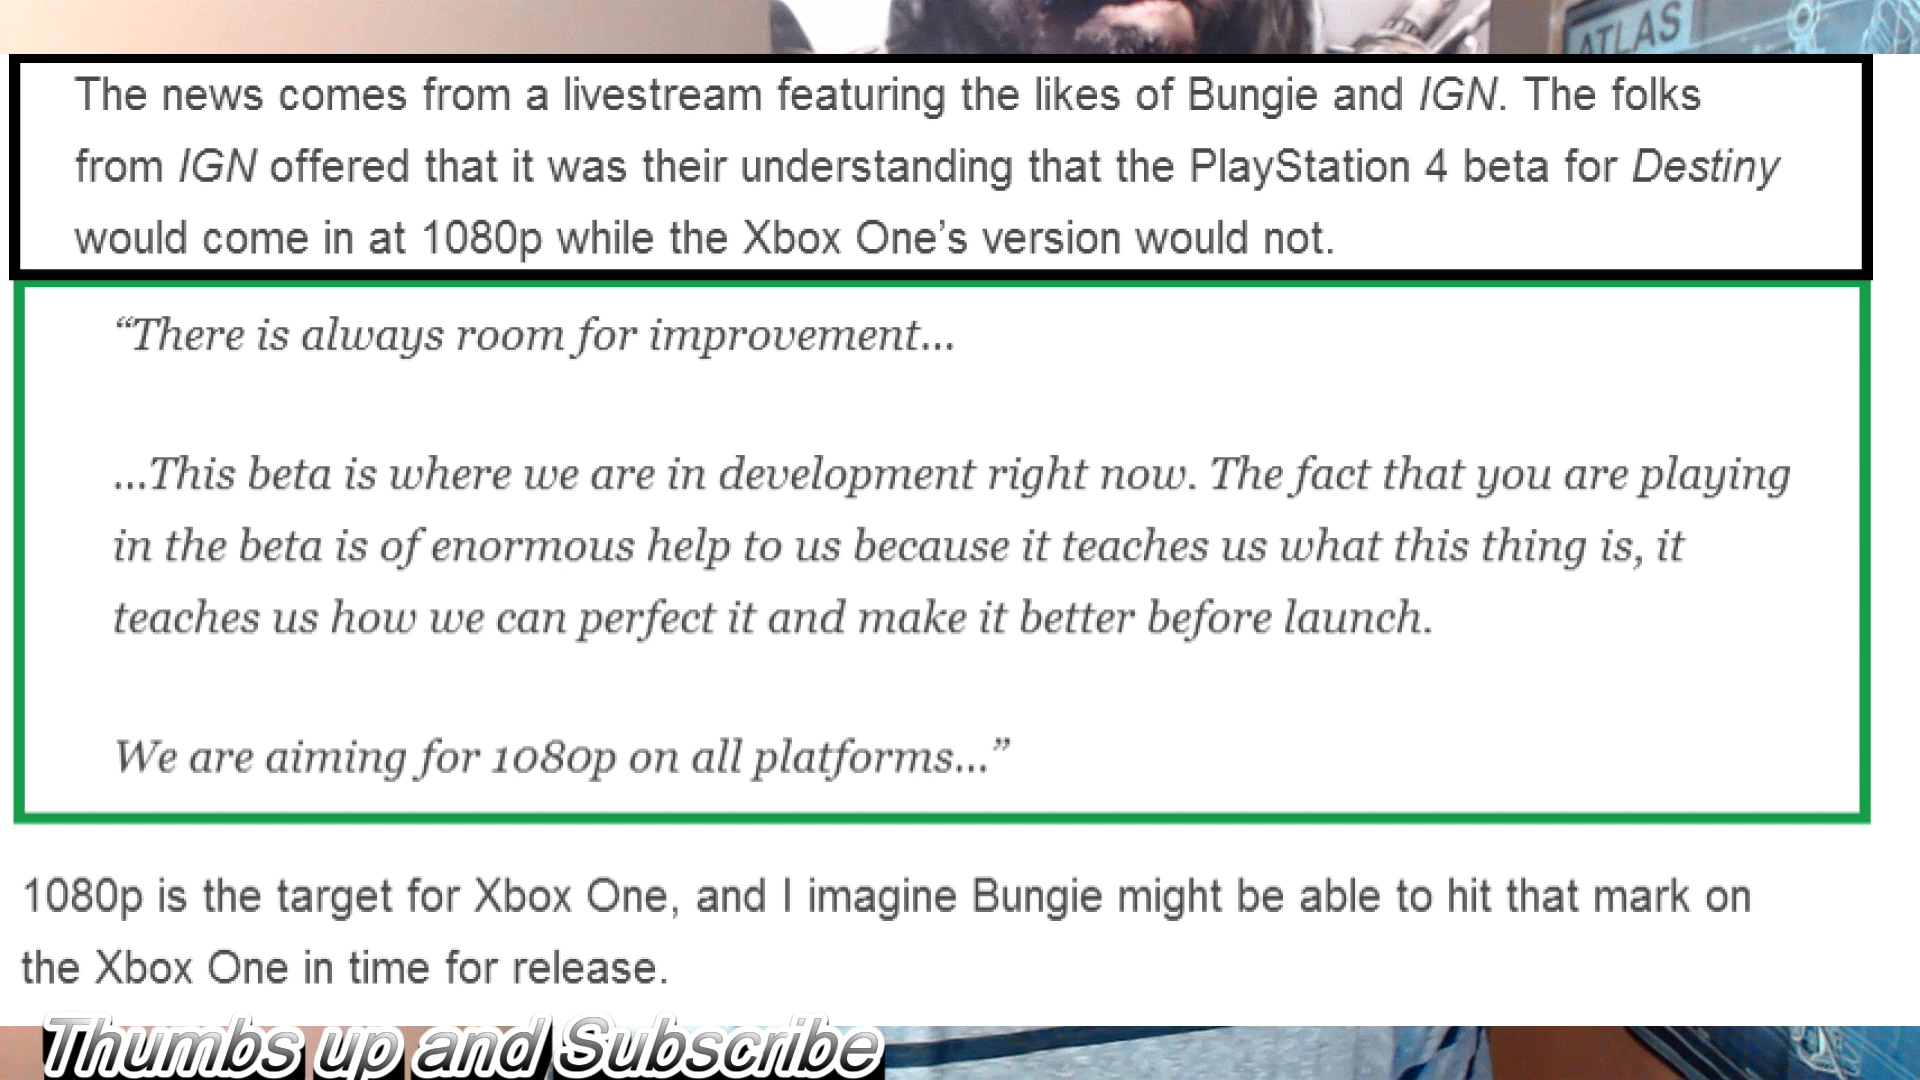 ATLAS
The news comes from a livestream featuring the likes of Bungie and IGN. The folks
from IGN offered that it was their understanding that the PlayStation 4 beta for Destiny
would come in at 1080p while the Xbox One’s version would not.
“There is always room for improvement...
...This beta is where we are in development right now. The fact that you are playing
in the beta is of enormous help to us because it teaches us what this thing is, it
teaches us how we can perfect it and make it better before launch.
We are aiming for 1080p on all platforms...”
1080p is the target for Xbox One, and I imagine Bungie might be able to hit that mark on
the Xbox One in time for release.
Thumbs up and Subscribe